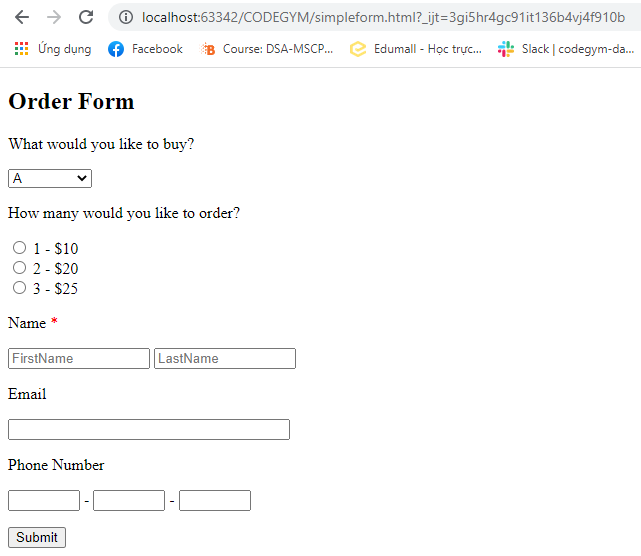 localhost:63342/CODEGYM/simpleform.html?_ijt=3gi5hr4gc91it136b4vj4f910b
Ứng dụng Facebook Course: DSA-MSCP... Edumall - Học trực... Slack | codegym-da...
Order Form
What would you like to buy?
A
How many would you like to order?
1 - $10
2 - $20
3 - $25
Name *
FirstName LastName
Email
Phone Number
- -
Submit